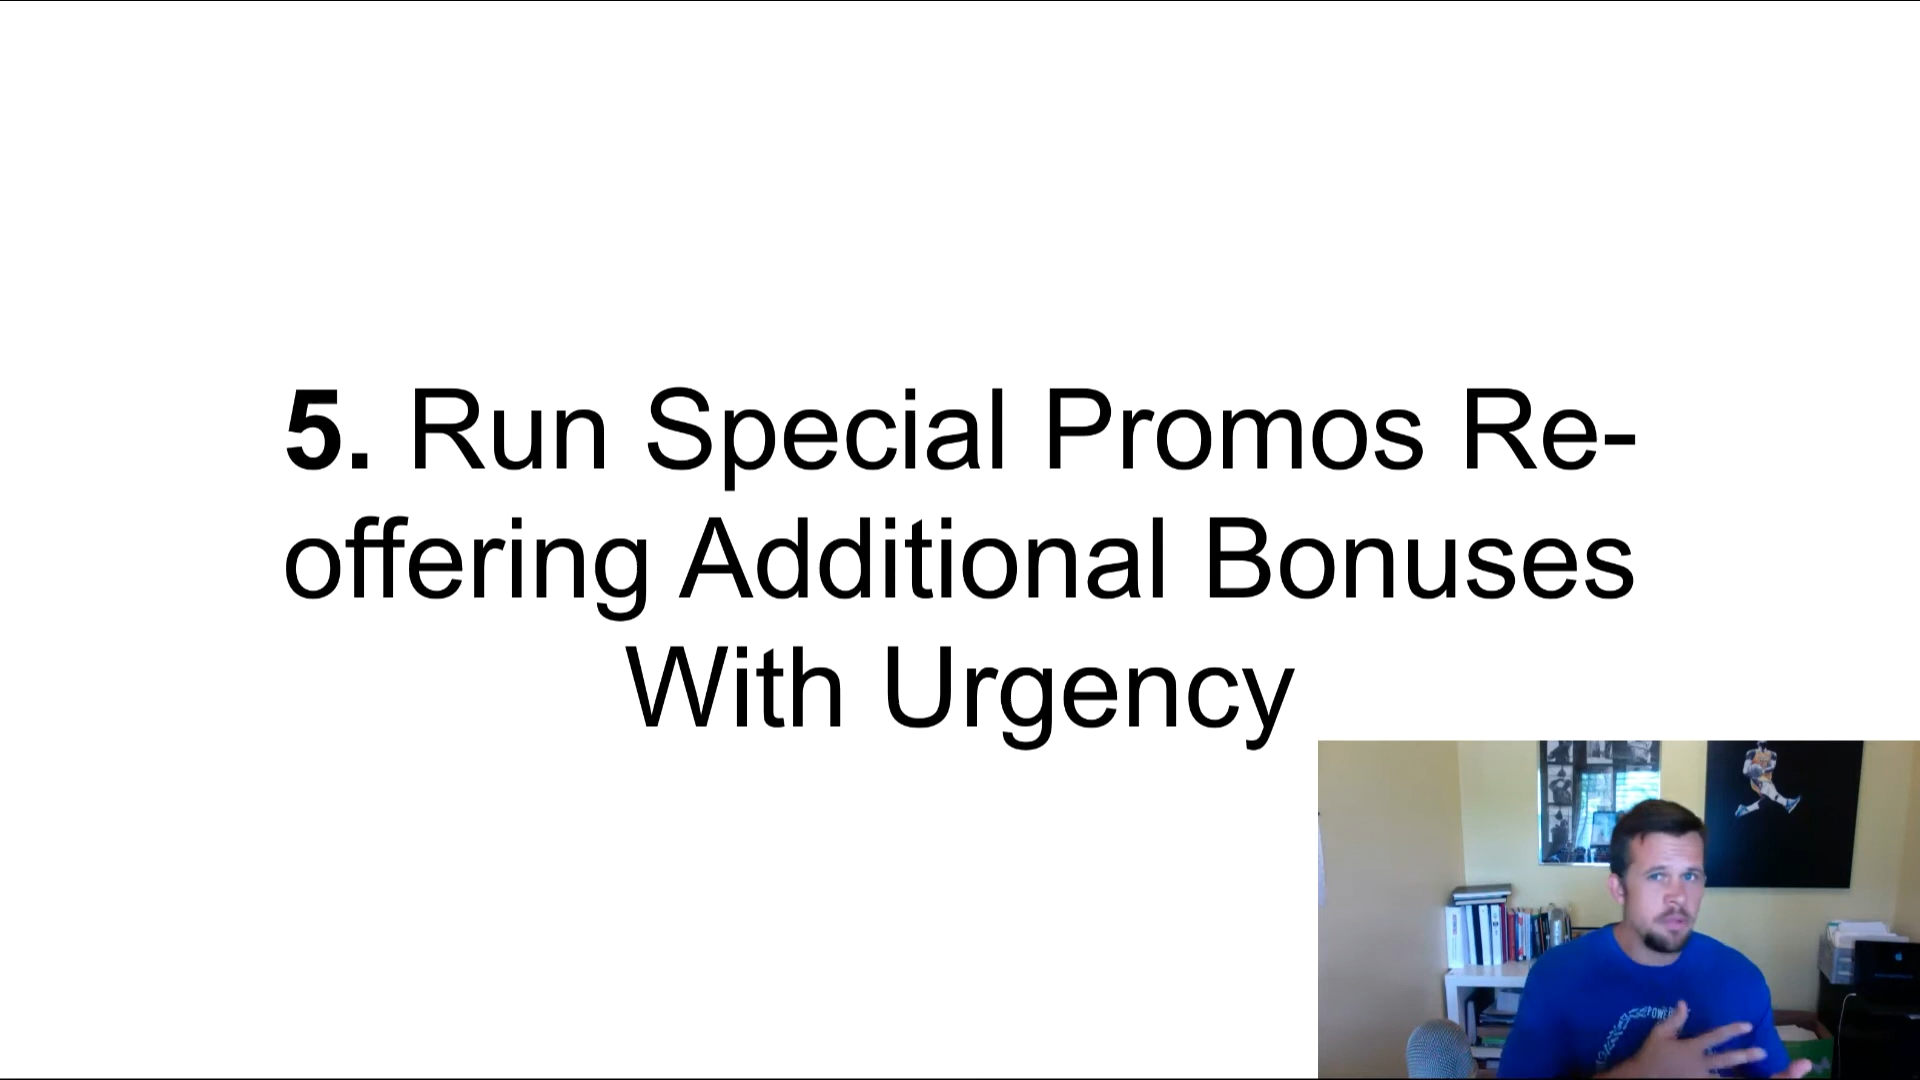 5. Run Special Promos Re-
offering Additional Bonuses
With Urgency